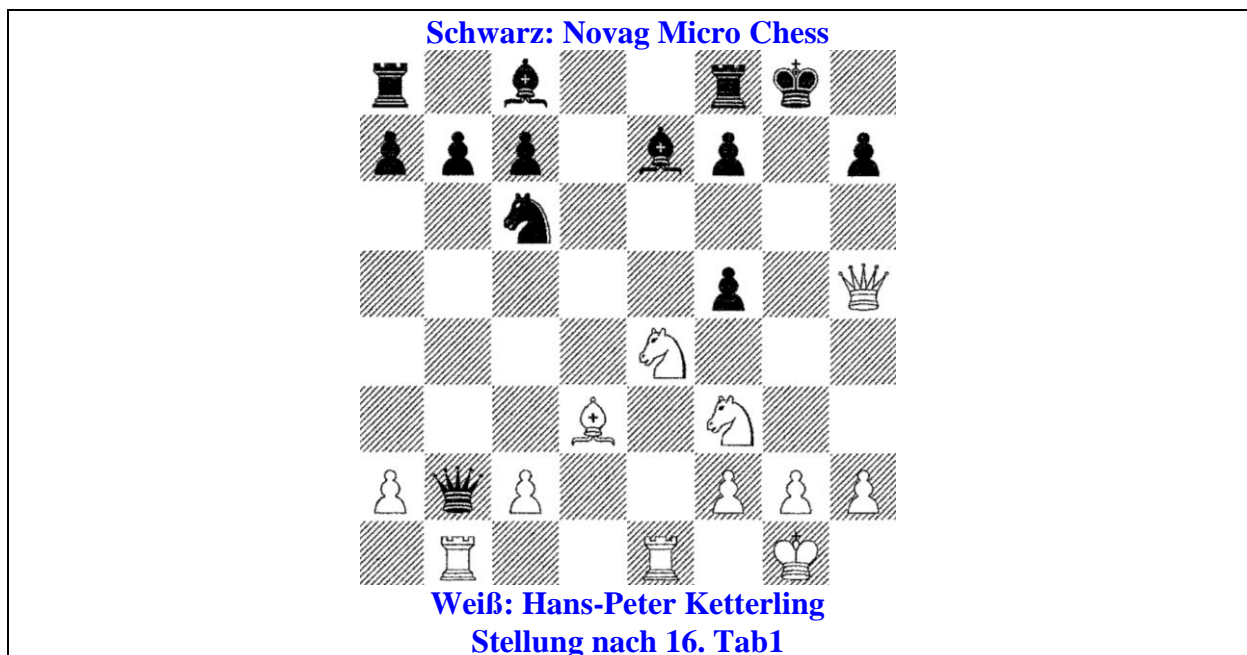 Schwarz: Novag Micro Chess
Weiß: Hans-Peter Ketterling
Stellung nach 16. Tab1